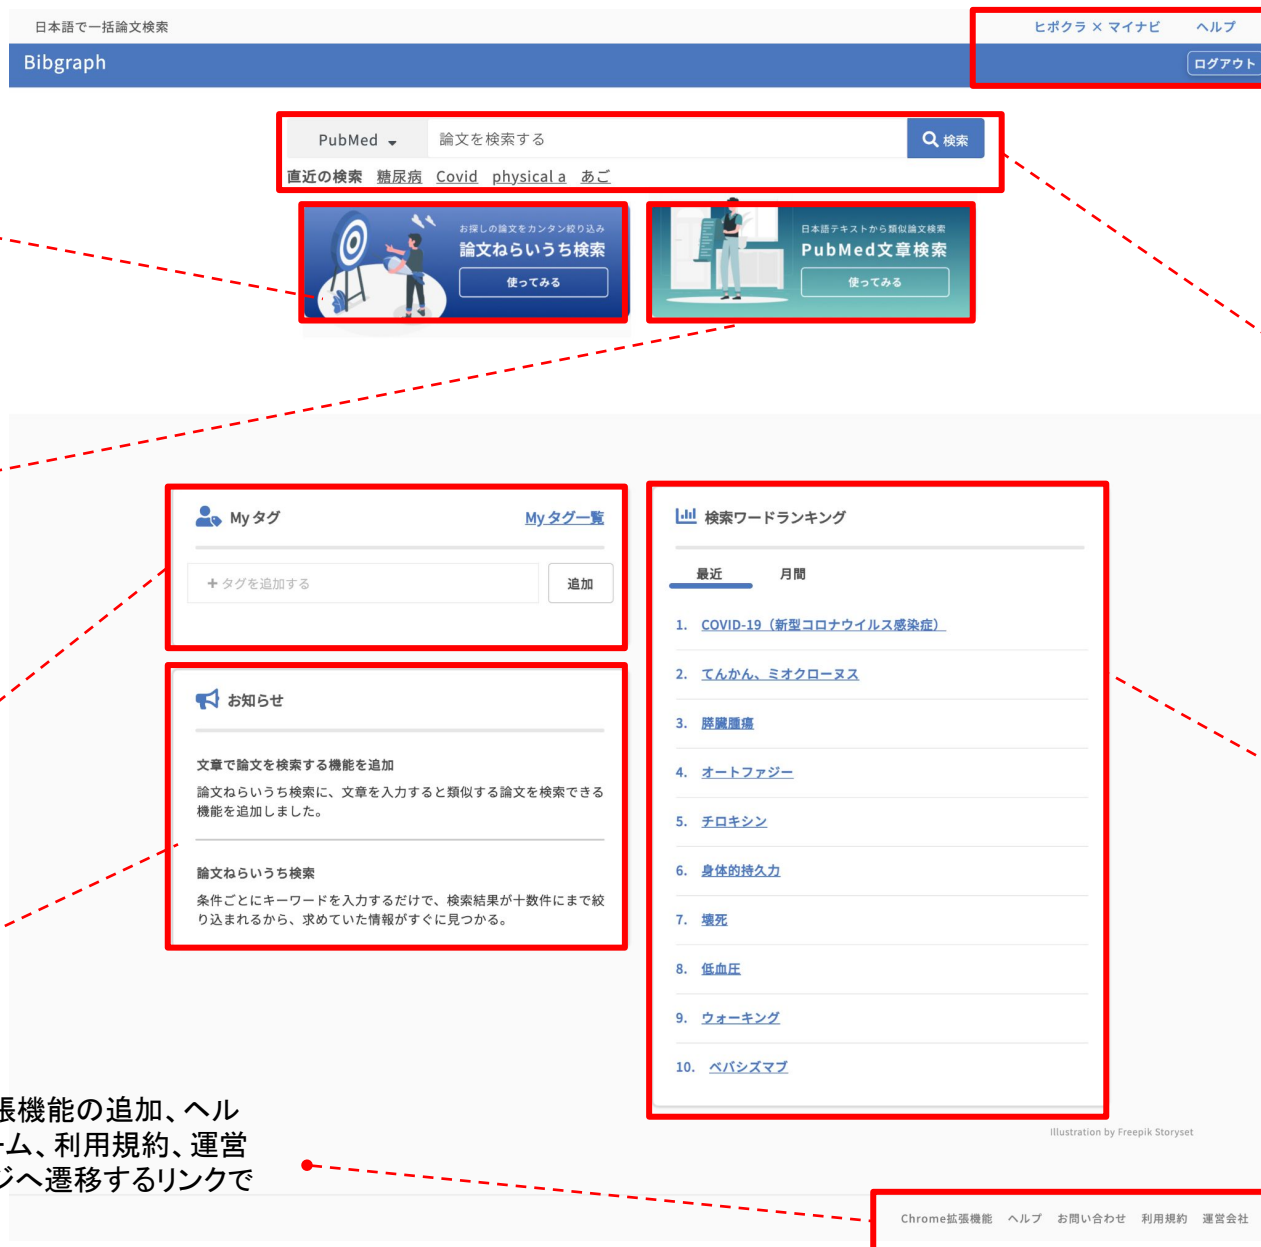 日本語で一括論文検索
ヒポクラ × マイナビ
ヘルプ
Bibgraph
ログアウト
PubMed
論文を検索する
検索
直近の検索 糖尿病 Covid physical a あご
お探しの論文をカンタン絞り込み
論文ねらいうち検索
使ってみる
日本語テキストから類似論文検索
PubMed文章検索
使ってみる
My タグ
My タグ一覧
+ タグを追加する
追加
お知らせ
文章で論文を検索する機能を追加
論文ねらいうち検索に、文章を入力すると類似する論文を検索できる
機能を追加しました。
論文ねらいうち検索
条件ごとにキーワードを入力するだけで、検索結果が十数件にまで絞
り込まれるから、求めていた情報がすぐに見つかる。
検索ワードランキング
最近
月間
1. COVID-19（新型コロナウイルス感染症）
2. てんかん、ミオクローヌス
3. 膵臓腫瘍
4. オートファジー
5. チロキシン
6. 身体的持久力
7. 壊死
8. 低血圧
9. ウォーキング
10. ベバシズマブ
Illustration by Freepik Storyset
張機能の追加、ヘル
ーム、利用規約、運営
ジへ遷移するリンクで
Chrome拡張機能 ヘルプ お問い合わせ 利用規約 運営会社